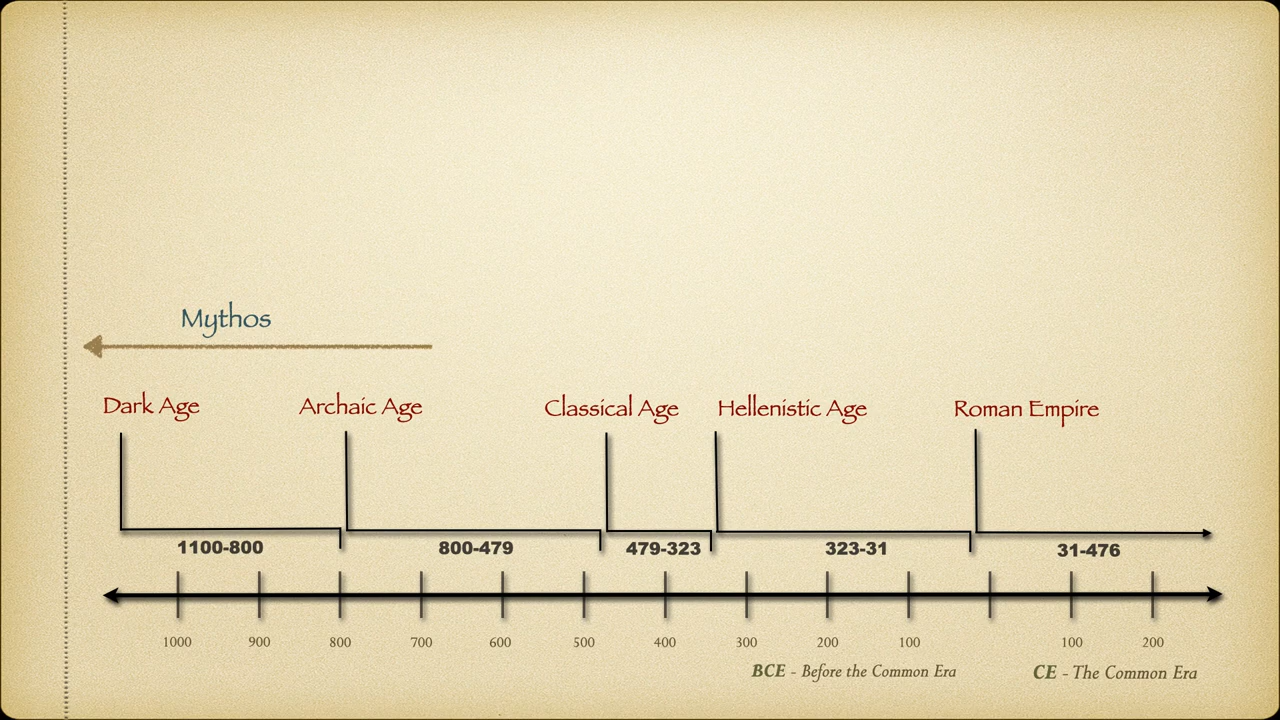 Mythos
Dark Age Archaic Age Classical Age Hellenistic Age Roman Empire
1100-800 800-479 479-323 323-31 31-476
1000 900 800 700 600 500 400 300 200 100 100 200
BCE - Before the Common Era CE - The Common Era